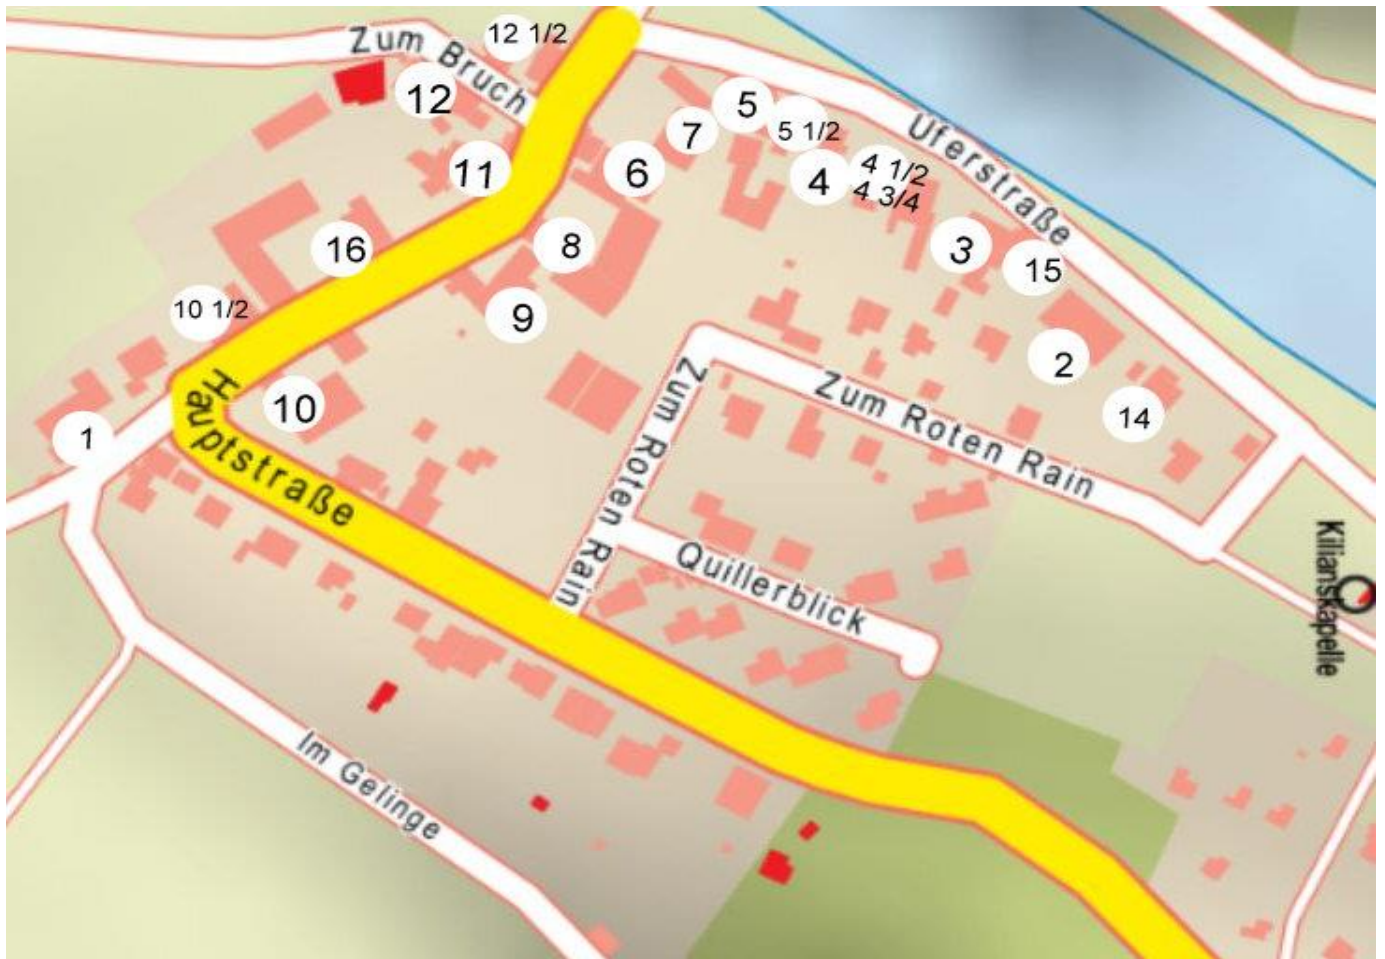 12 1/2
Zum Bruch
12
5
5 1/2
7
Uferstraße
11
6
4
4 1/2
4 3/4
16
8
3
15
10 1/2
9
2
Hauptstraße
10
Zum Roten Rain
Zum Roten Rain
14
1
Quillerblick
Kilianskapelle
Im Gelinge